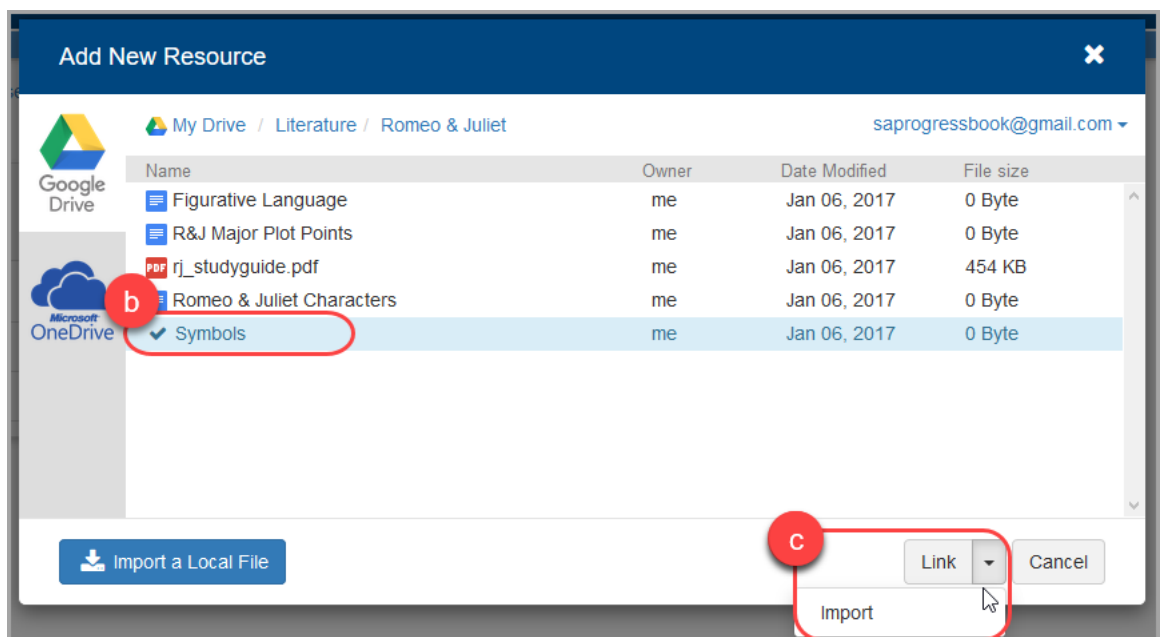 Add New Resource
My Drive / Literature / Romeo & Juliet saprogressbook@gmail.com
Google
Drive
Name Owner Date Modified File size
Figurative Language me Jan 06, 2017 0 Byte
R&J Major Plot Points me Jan 06, 2017 0 Byte
PDF rj_studyguide.pdf me Jan 06, 2017 454 KB
b Romeo & Juliet Characters me Jan 06, 2017 0 Byte
Microsoft
OneDrive
Symbols me Jan 06, 2017 0 Byte
c
Import a Local File Link Cancel
Import